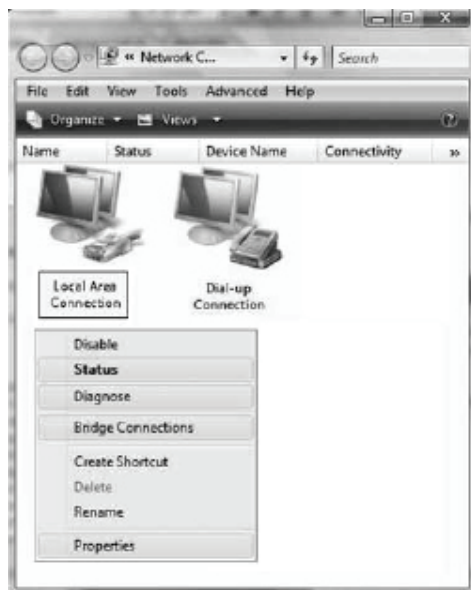 « Network C...
Search
File Edit View Tools Advanced Help
Organize Views
Name Status Device Name Connectivity »
Local Area
Connection
Dial-up
Connection
Disable
Status
Diagnose
Bridge Connections
Create Shortcut
Delete
Rename
Properties